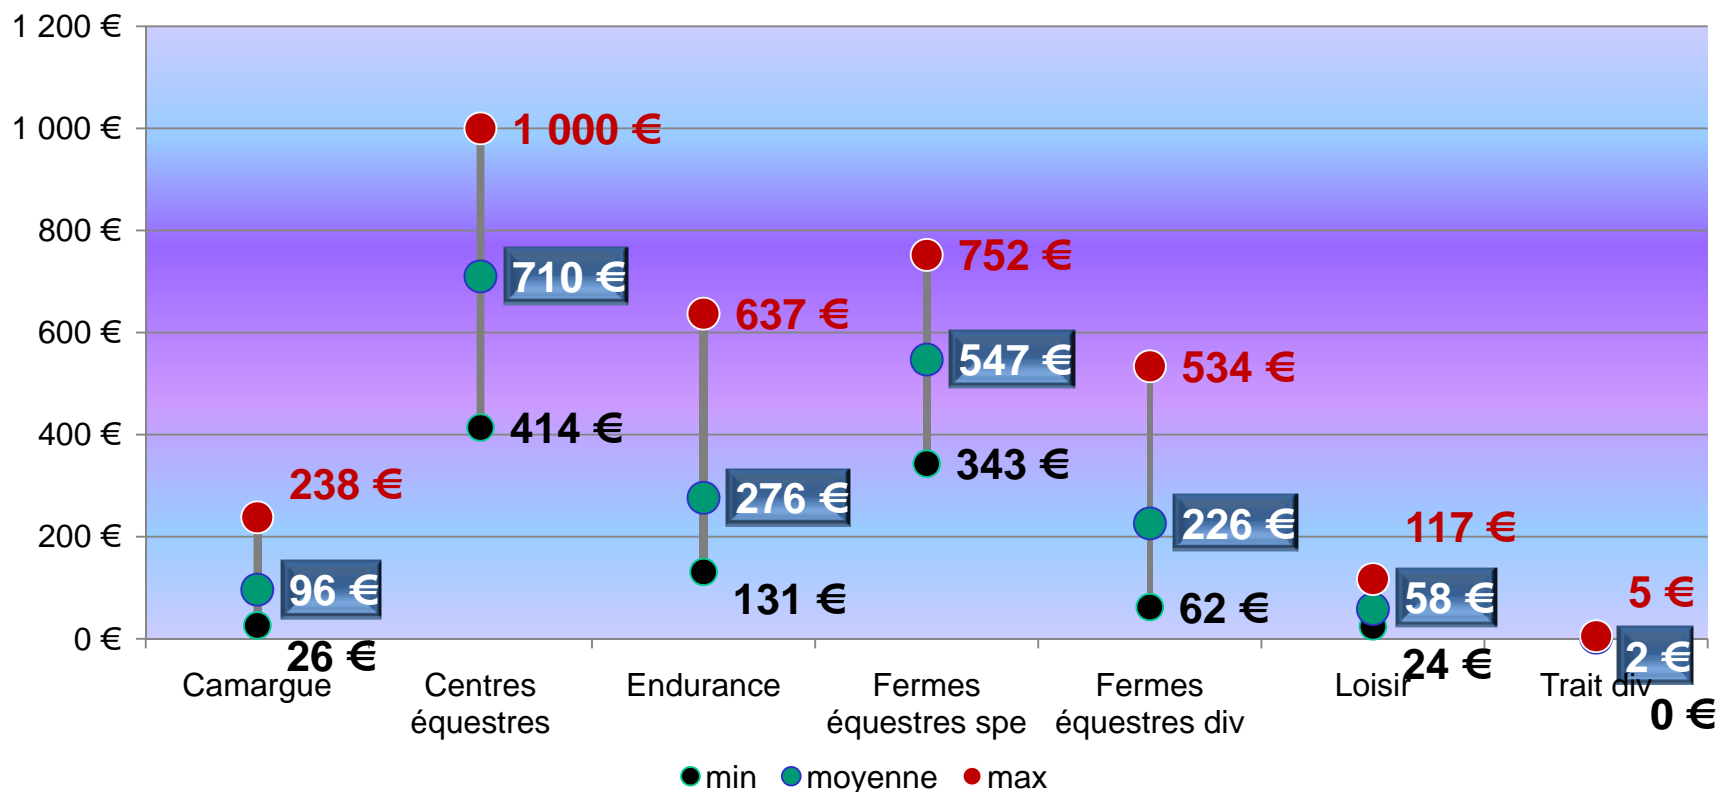 1 200 €
1 000 €
800 €
600 €
400 €
200 €
0 €
238 €
96 €
26 €
1 000 €
710 €
414 €
637 €
276 €
131 €
752 €
547 €
343 €
534 €
226 €
62 €
117 €
58 €
24 €
5 €
2 €
0 €
Camargue
Centres
équestres
Endurance
Fermes
équestres spe
Fermes
équestres div
Loisir
Trait div
min
moyenne
max